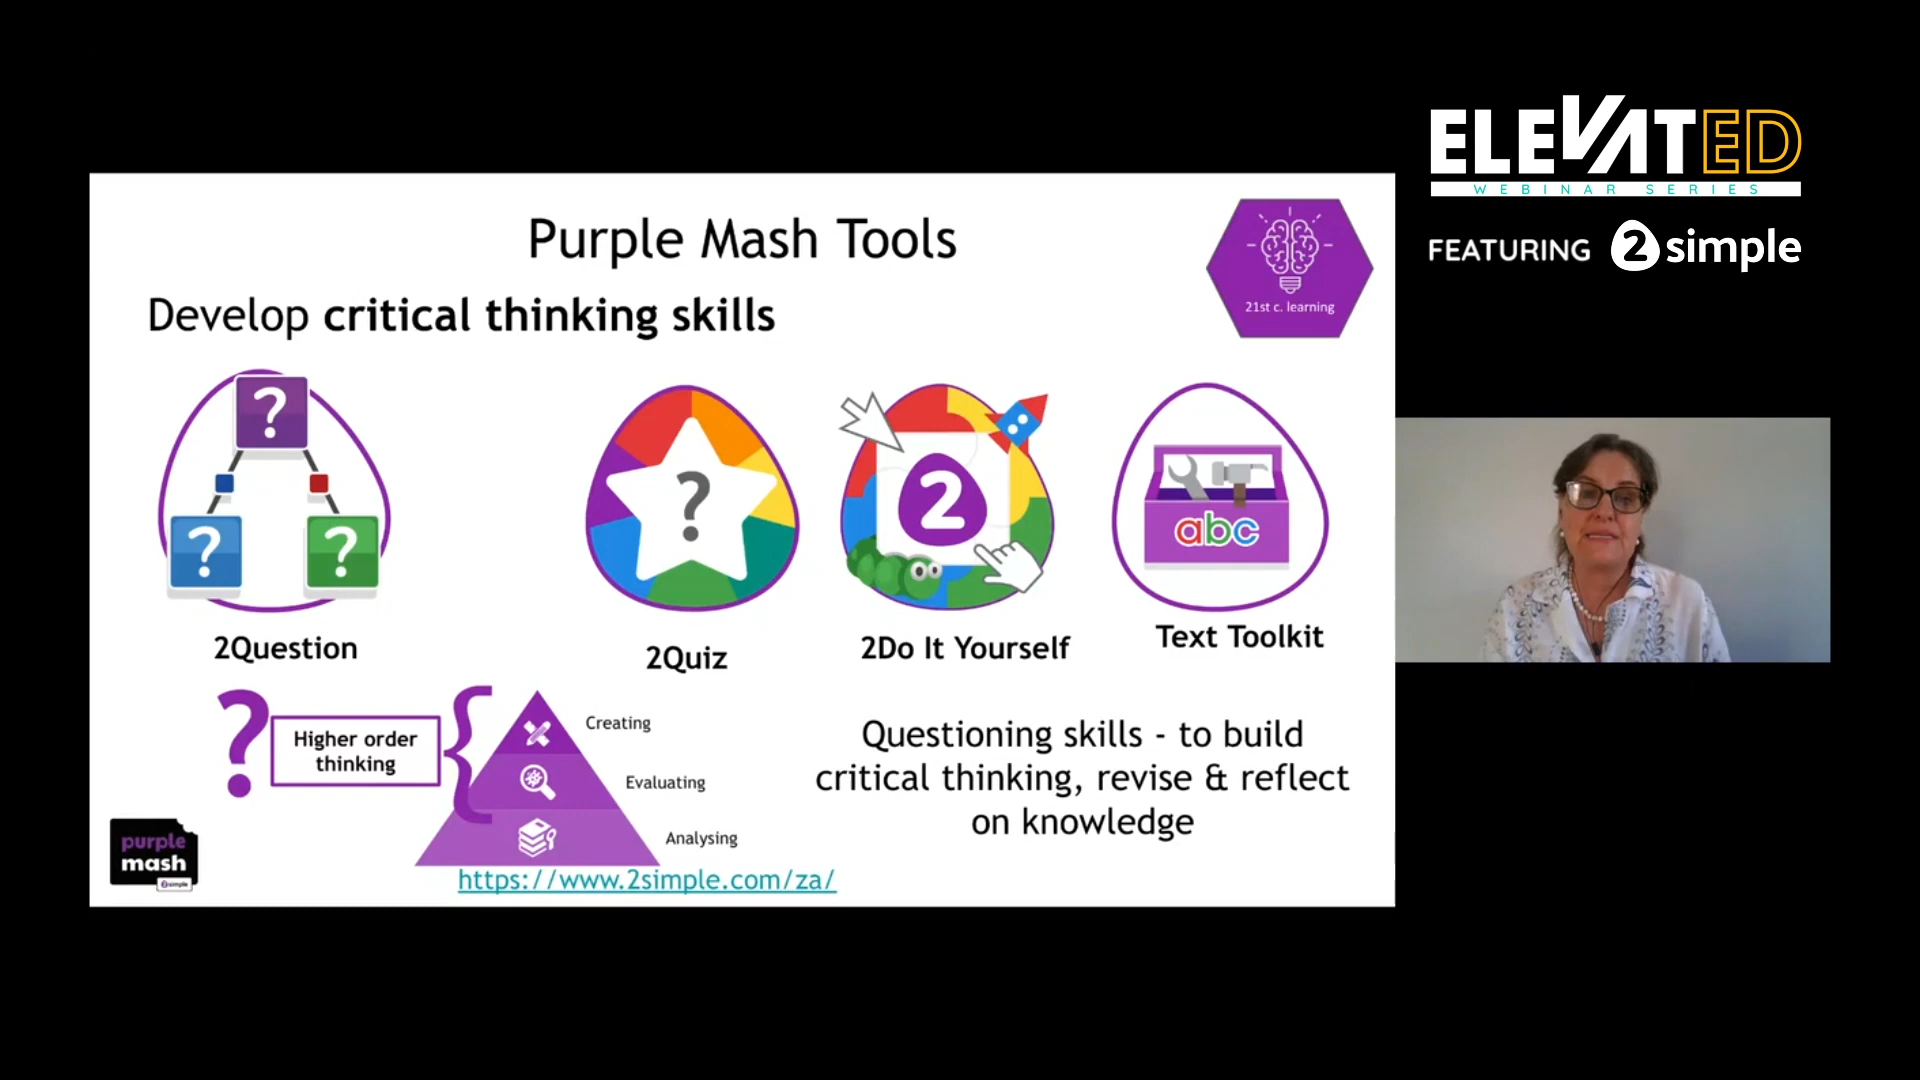 ELEVATED
WEBINAR SERIES
FEATURING 2simple
Purple Mash Tools
21st c. learning
Develop critical thinking skills
?
? ?
?
2
abc
2Question
2Quiz
2Do It Yourself
Text Toolkit
?
Higher order
thinking
Creating
Evaluating
Analysing
Questioning skills - to build
critical thinking, revise & reflect
on knowledge
purple
mash
2simple
https://www.2simple.com/za/